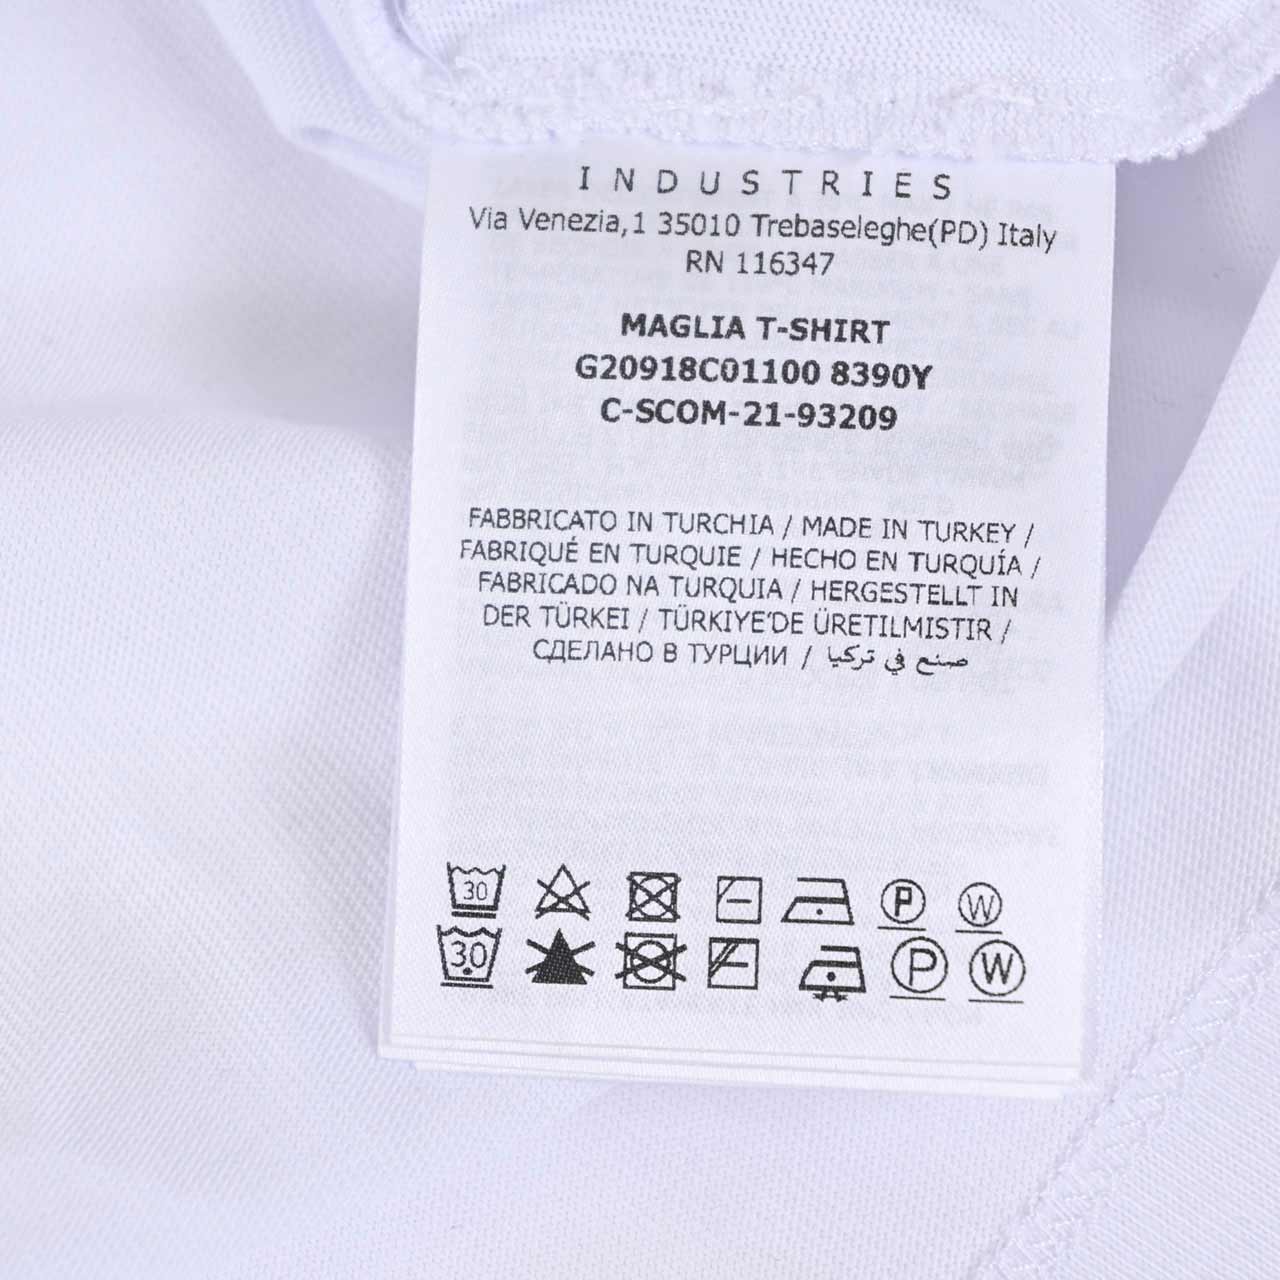 INDUSTRIES
Via Venezia,1 35010 Trebaseleghe(PD) Italy
RN 116347
MAGLIA T-SHIRT
G20918C01100 8390Y
C-SCOM-21-93209
FABBRICATO IN TURCHIA / MADE IN TURKEY /
FABRIQUÉ EN TURQUIE / HECHO EN TURQUÍA /
FABRICADO NA TURQUIA / HERGESTELLT IN
DER TÜRKEI / TÜRKIYE'DE ÜRETILMISTIR /
СДЕЛАНО В ТУРЦИИ / صنع في تركيا
30 P W
30 P W